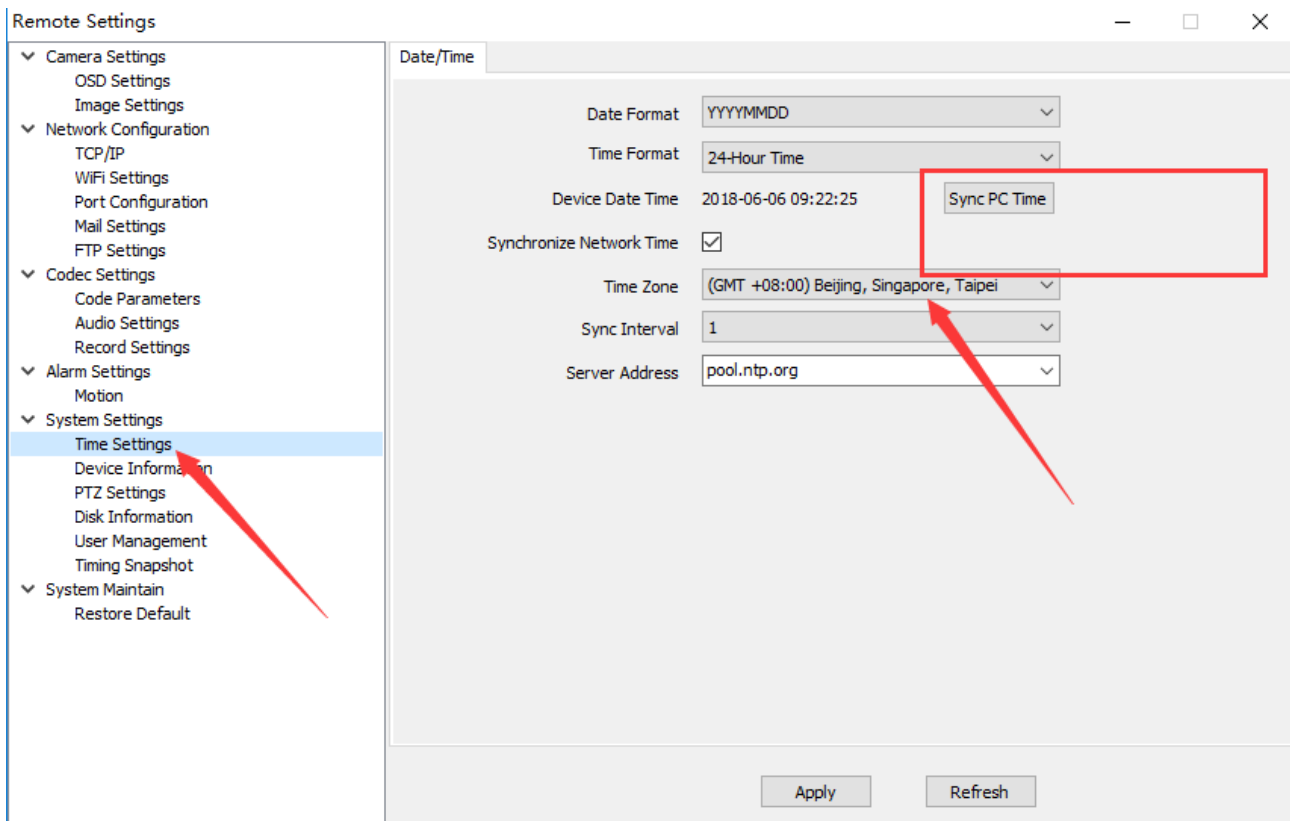 Remote Settings
Camera Settings
OSD Settings
Image Settings
Network Configuration
TCP/IP
WiFi Settings
Port Configuration
Mail Settings
FTP Settings
Codec Settings
Code Parameters
Audio Settings
Record Settings
Alarm Settings
Motion
System Settings
Time Settings
Device Information
PTZ Settings
Disk Information
User Management
Timing Snapshot
System Maintain
Restore Default
Date/Time
Date Format YYYYMMDD
Time Format 24-Hour Time
Device Date Time 2018-06-06 09:22:25 Sync PC Time
Synchronize Network Time
Time Zone (GMT +08:00) Beijing, Singapore, Taipei
Sync Interval 1
Server Address pool.ntp.org
Apply Refresh